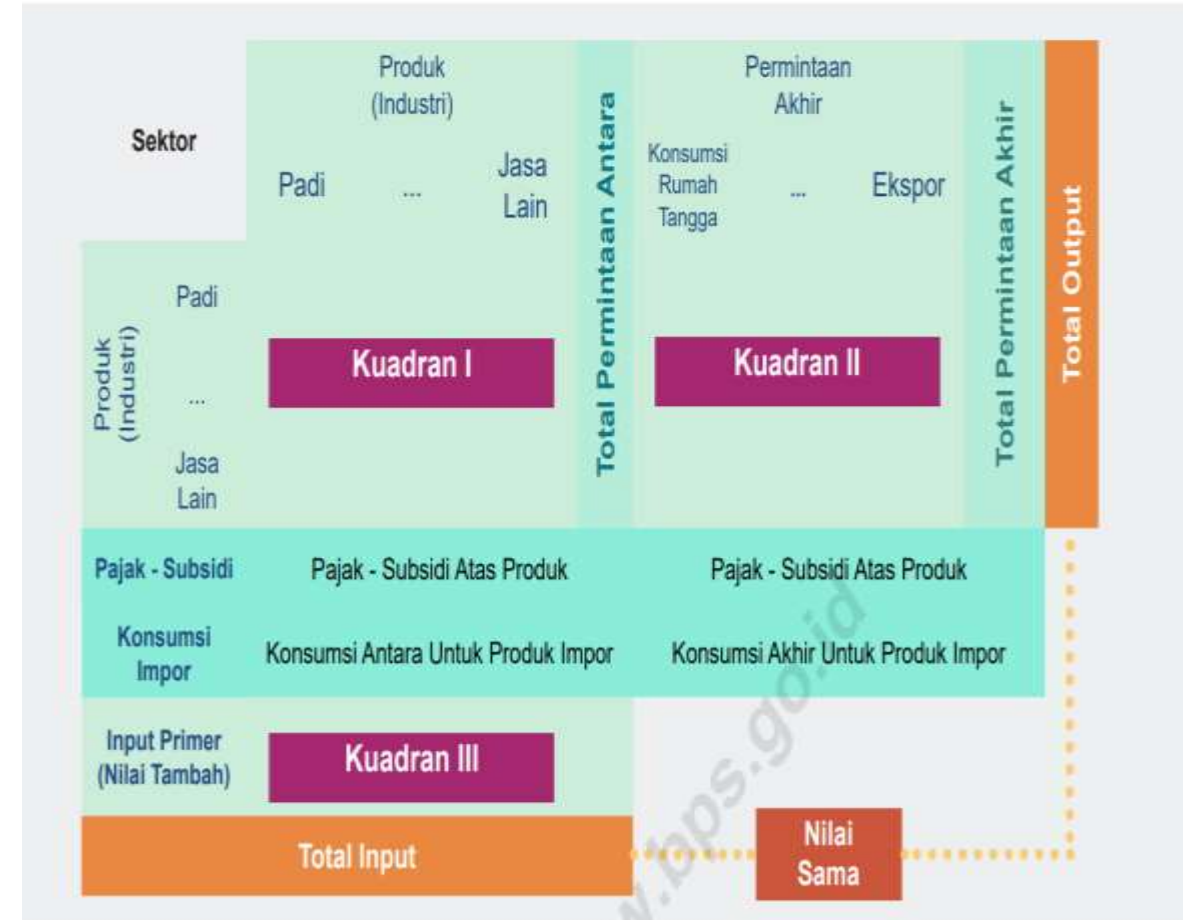 Produk
(Industri)
Permintaan
Akhir
Sektor
Padi
...
Jasa
Lain
Total Permintaan Antara
Konsumsi
Rumah
Tangga
...
Ekspor
Total Permintaan Akhir
Total Output
Produk
(Industri)
Padi
...
Jasa
Lain
Kuadran I
Kuadran II
Pajak - Subsidi
Pajak - Subsidi Atas Produk
Pajak - Subsidi Atas Produk
Konsumsi
Impor
Konsumsi Antara Untuk Produk Impor
Konsumsi Akhir Untuk Produk Impor
Input Primer
(Nilai Tambah)
Kuadran III
Total Input
Nilai
Sama
w.bps.go.id